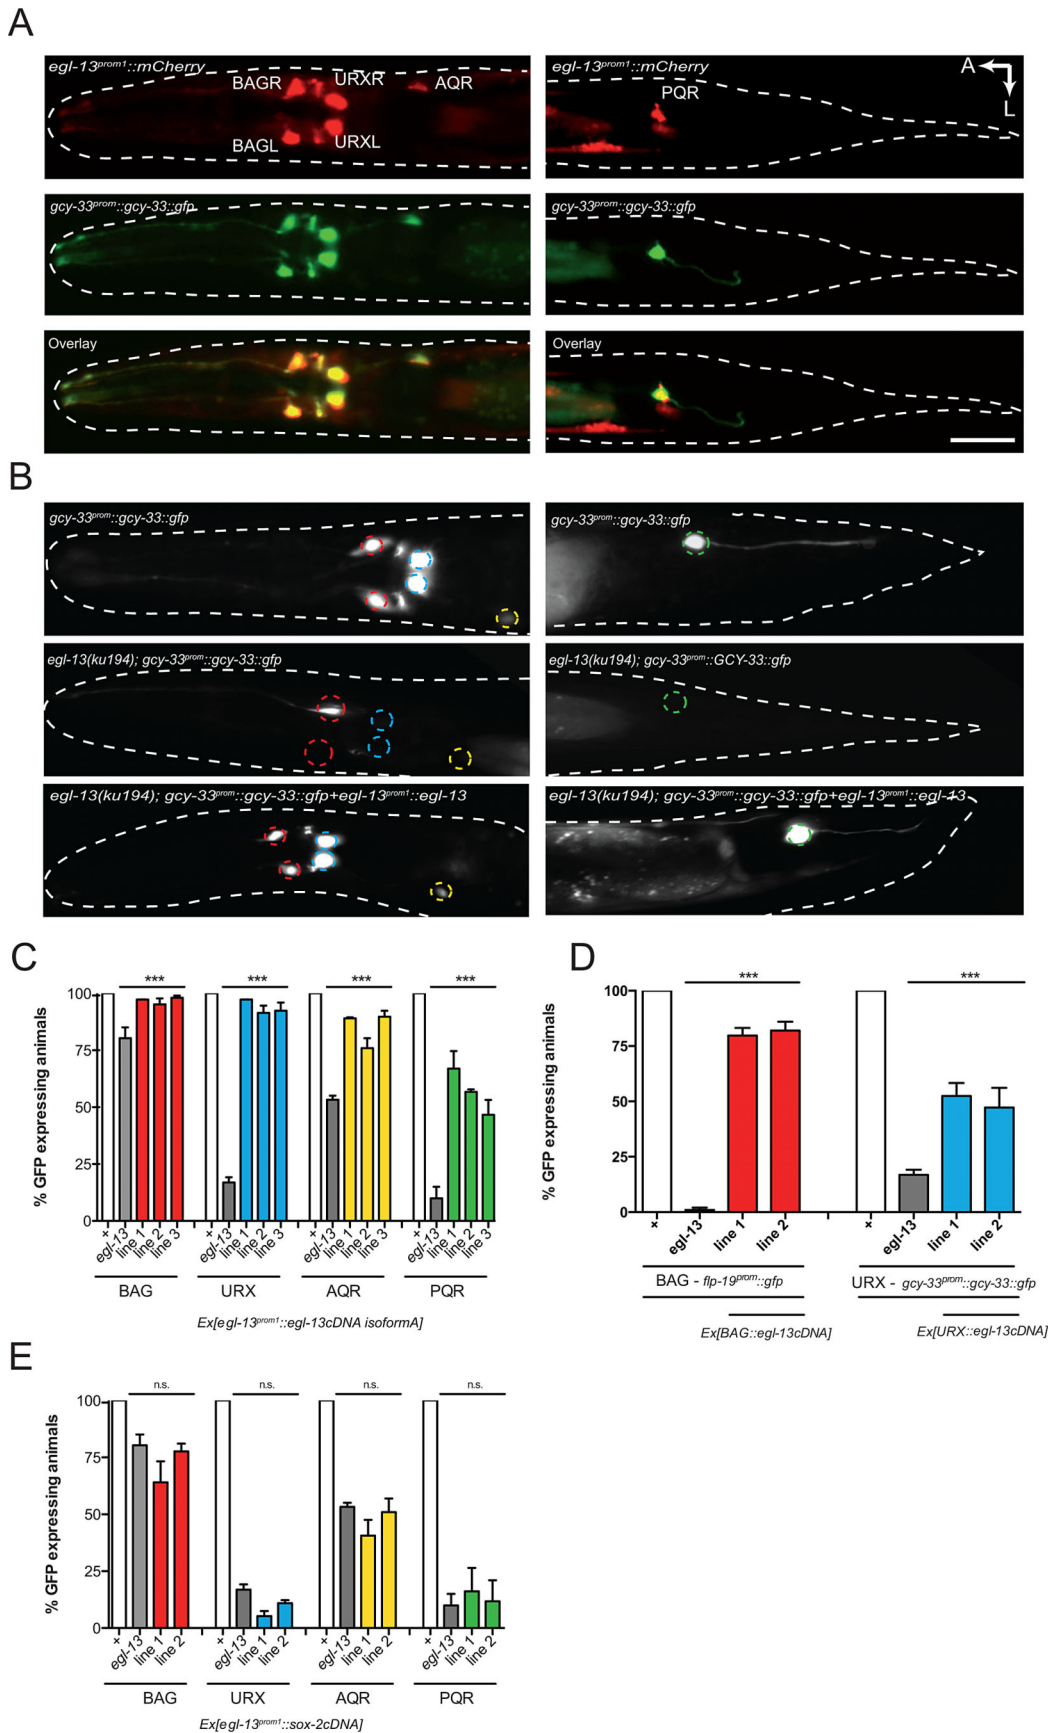 A
egl-13prom1::mCherry
BAGR
URXR
AQR
BAGL
URXL
egl-13prom1::mCherry
A
PQR
L
gcy-33prom::gcy-33::gfp
gcy-33prom::gcy-33::gfp
Overlay
Overlay
B
gcy-33prom::gcy-33::gfp
gcy-33prom::gcy-33::gfp
egl-13(ku194); gcy-33prom::gcy-33::gfp
egl-13(ku194); gcy-33prom::GCY-33::gfp
egl-13(ku194); gcy-33prom::gcy-33::gfp+egl-13prom1::egl-13
egl-13(ku194); gcy-33prom::gcy-33::gfp+egl-13prom1::egl-13
C
*** *** *** ***
% GFP expressing animals
100
75
50
25
0
+ egl-13 line 1 line 2 line 3 + egl-13 line 1 line 2 line 3 + egl-13 line 1 line 2 line 3 + egl-13 line 1 line 2 line 3
BAG URX AQR PQR
Ex[egl-13prom1::egl-13cDNA isoformA]
D
*** ***
% GFP expressing animals
100
75
50
25
0
+ egl-13 line 1 line 2 + egl-13 line 1 line 2
BAG - flp-19prom::gfp URX - gcy-33prom::gcy-33::gfp
Ex[BAG::egl-13cDNA] Ex[URX::egl-13cDNA]
E
n.s. n.s. n.s. n.s.
% GFP expressing animals
100
75
50
25
0
+ egl-13 line 1 line 2 + egl-13 line 1 line 2 + egl-13 line 1 line 2 + egl-13 line 1 line 2
BAG URX AQR PQR
Ex[egl-13prom1::sox-2cDNA]